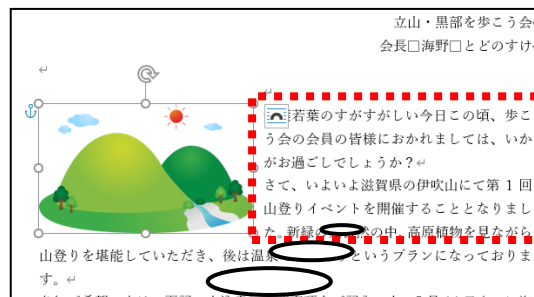 立山・黒部を歩こう会
会長□海野□とどのすけ
若葉のすがすがしい今日この頃、歩こ
う会の会員の皆様におかれましては、いか
がお過ごしでしょうか？
さて、いよいよ滋賀県の伊吹山にて第 1 回
山登りイベントを開催することとなりまし
た。新緑の 然の中、高原植物を見ながら
山登りを堪能していただき、後は温泉 というプランになっておりま
す。